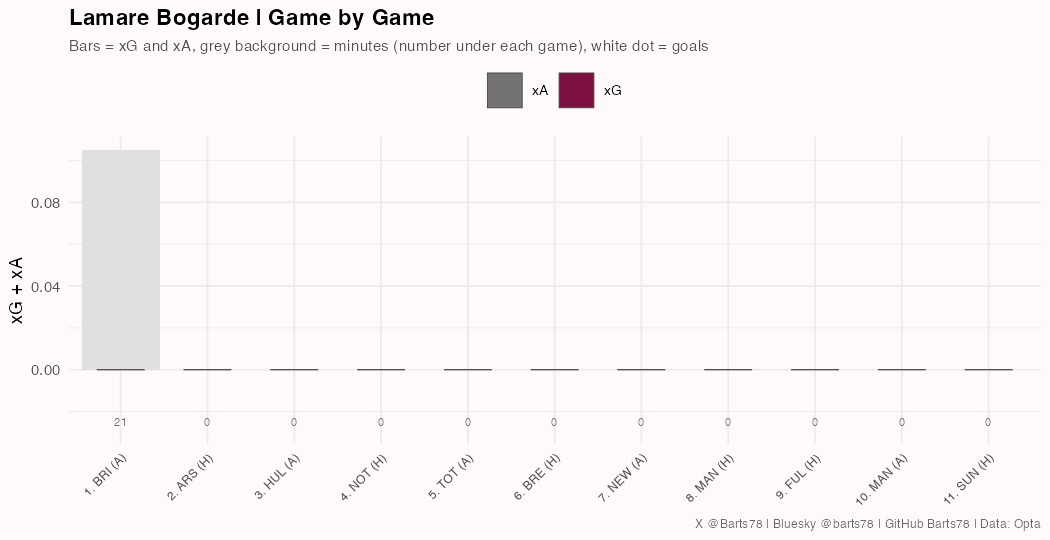 Lamare Bogarde | Game by Game
Bars = xG and xA, grey background = minutes (number under each game), white dot = goals
xA xG
xG + xA
0.08
0.04
0.00
21 0 0 0 0 0 0 0 0 0 0
1. BRI (A)
2. ARS (H)
3. HUL (A)
4. NOT (H)
5. TOT (A)
6. BRE (H)
7. NEW (A)
8. MAN (H)
9. FUL (H)
10. MAN (A)
11. SUN (H)
X @Barts78 | Bluesky @barts78 | GitHub Barts78 | Data: Opta